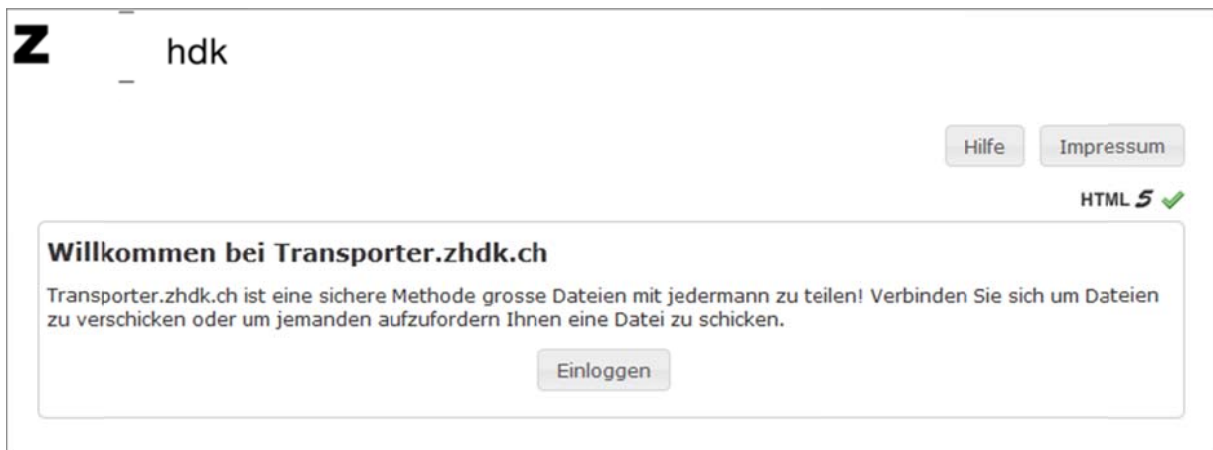 z hdk
Hilfe Impressum
HTML 5
Willkommen bei Transporter.zhdk.ch
Transporter.zhdk.ch ist eine sichere Methode grosse Dateien mit jedermann zu teilen! Verbinden Sie sich um Dateien
zu verschicken oder um jemanden aufzufordern Ihnen eine Datei zu schicken.
Einloggen